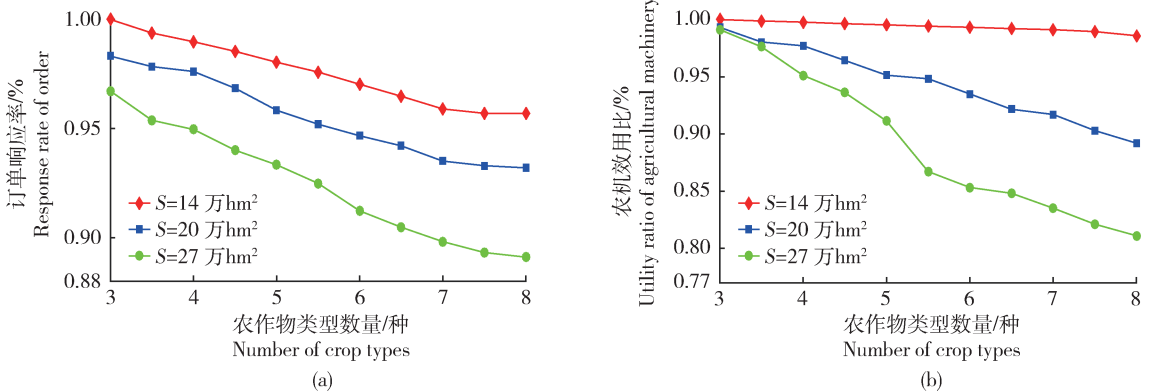 订单响应率/%
Response rate of order
1.00
0.95
0.90
0.88
S=14 万hm²
S=20 万hm²
S=27 万hm²
3 4 5 6 7 8
农作物类型数量/种
Number of crop types
(a)
农机效用比/%
Utility ratio of agricultural machinery
1.00
0.95
0.90
0.85
0.80
0.77
S=14 万hm²
S=20 万hm²
S=27 万hm²
3 4 5 6 7 8
农作物类型数量/种
Number of crop types
(b)